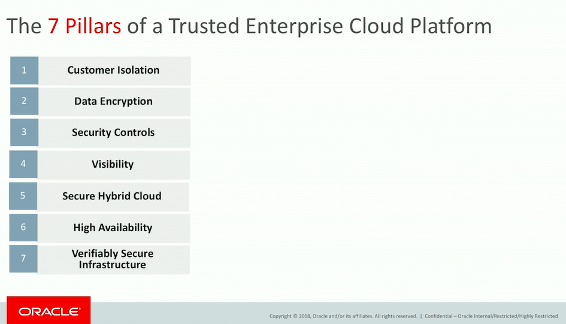 The 7 Pillars of a Trusted Enterprise Cloud Platform
1 Customer Isolation
2 Data Encryption
3 Security Controls
4 Visibility
5 Secure Hybrid Cloud
6 High Availability
7 Verifiably Secure
Infrastructure
ORACLE
Copyright © 2018, Oracle and/or its affiliates. All rights reserved. | Confidential – Oracle Internal/Restricted/Highly Restricted